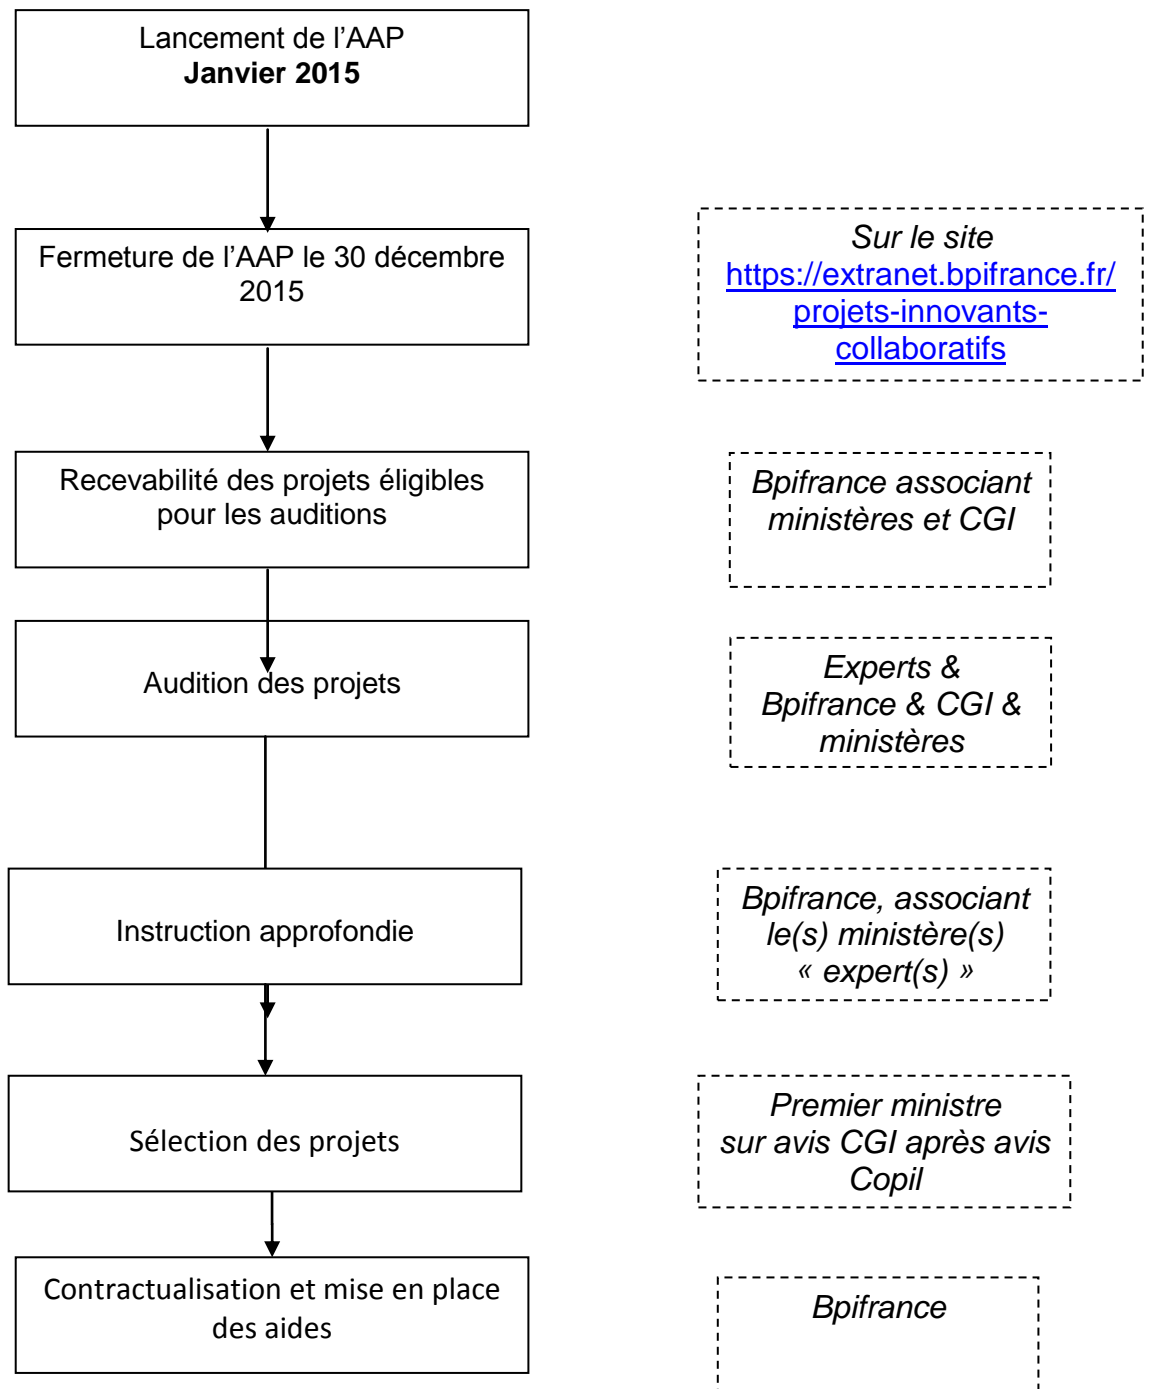 Lancement de l’AAP
Janvier 2015
Fermeture de l’AAP le 30 décembre
2015
Sur le site
https://extranet.bpifrance.fr/
projets-innovants-
collaboratifs
Recevabilité des projets éligibles
pour les auditions
Bpifrance associant
ministères et CGI
Audition des projets
Experts &
Bpifrance & CGI &
ministères
Instruction approfondie
Bpifrance, associant
le(s) ministère(s)
« expert(s) »
Sélection des projets
Premier ministre
sur avis CGI après avis
Copil
Contractualisation et mise en place
des aides
Bpifrance